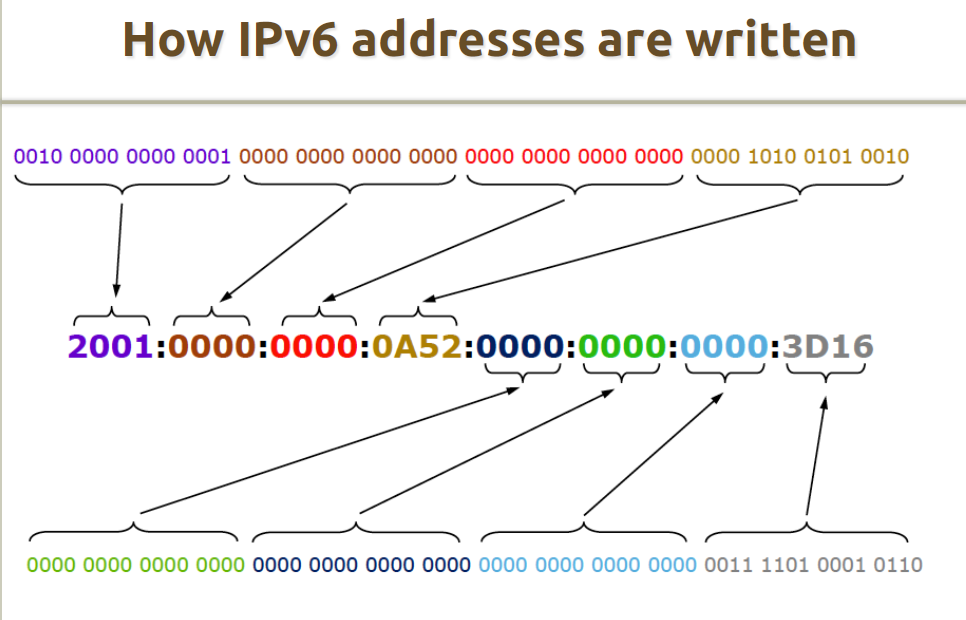 How IPv6 addresses are written
0010 0000 0000 0001 0000 0000 0000 0000 0000 0000 0000 0000 0000 1010 0101 0010
2001:0000:0000:0A52:0000:0000:0000:3D16
0000 0000 0000 0000 0000 0000 0000 0000 0000 0000 0000 0000 0011 1101 0001 0110